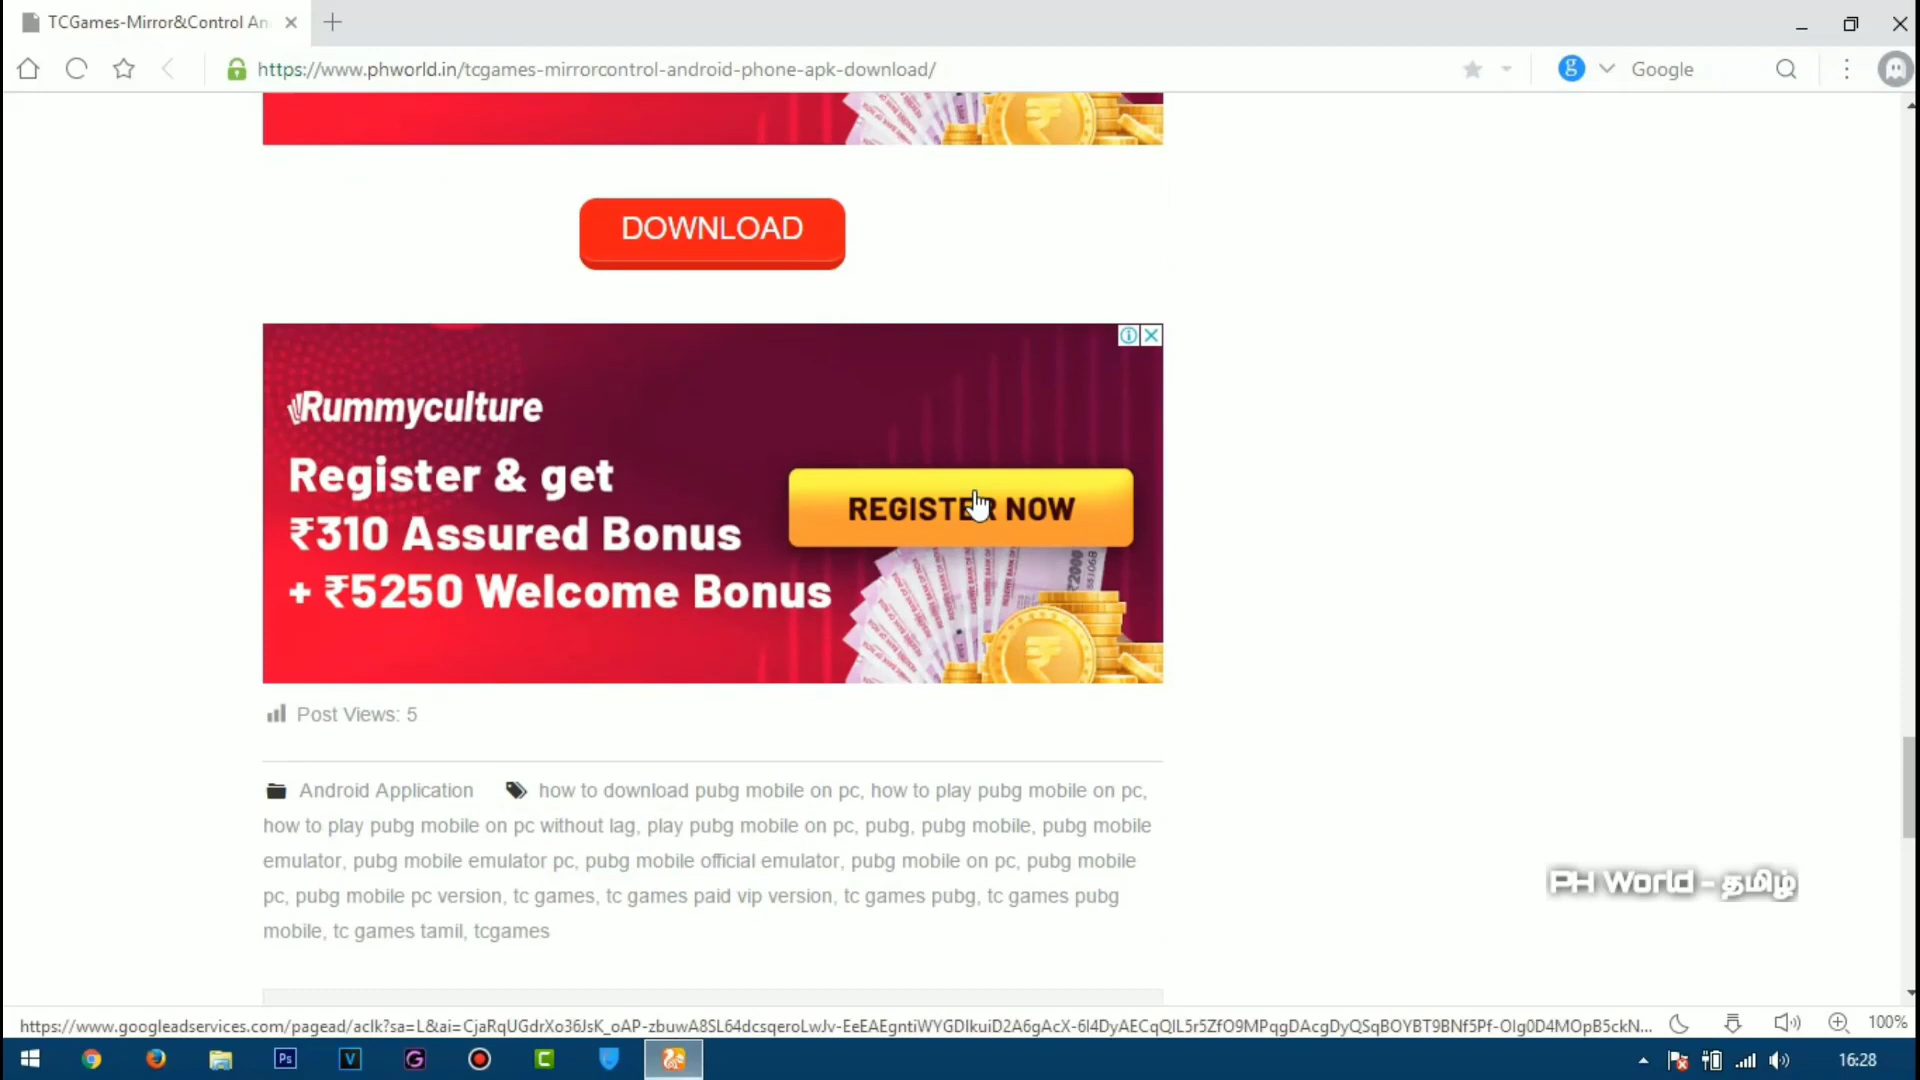 TCGames-Mirror&Control An
https://www.phworld.in/tcgames-mirrorcontrol-android-phone-apk-download/
Google
DOWNLOAD
Rummyculture
Register & get
₹310 Assured Bonus
+ ₹5250 Welcome Bonus
REGISTER NOW
Post Views: 5
Android Application
how to download pubg mobile on pc, how to play pubg mobile on pc,
how to play pubg mobile on pc without lag, play pubg mobile on pc, pubg, pubg mobile, pubg mobile
emulator, pubg mobile emulator pc, pubg mobile official emulator, pubg mobile on pc, pubg mobile
pc, pubg mobile pc version, tc games, tc games paid vip version, tc games pubg, tc games pubg
mobile, tc games tamil, tcgames
PH World - தமிழ்
100%
16:28